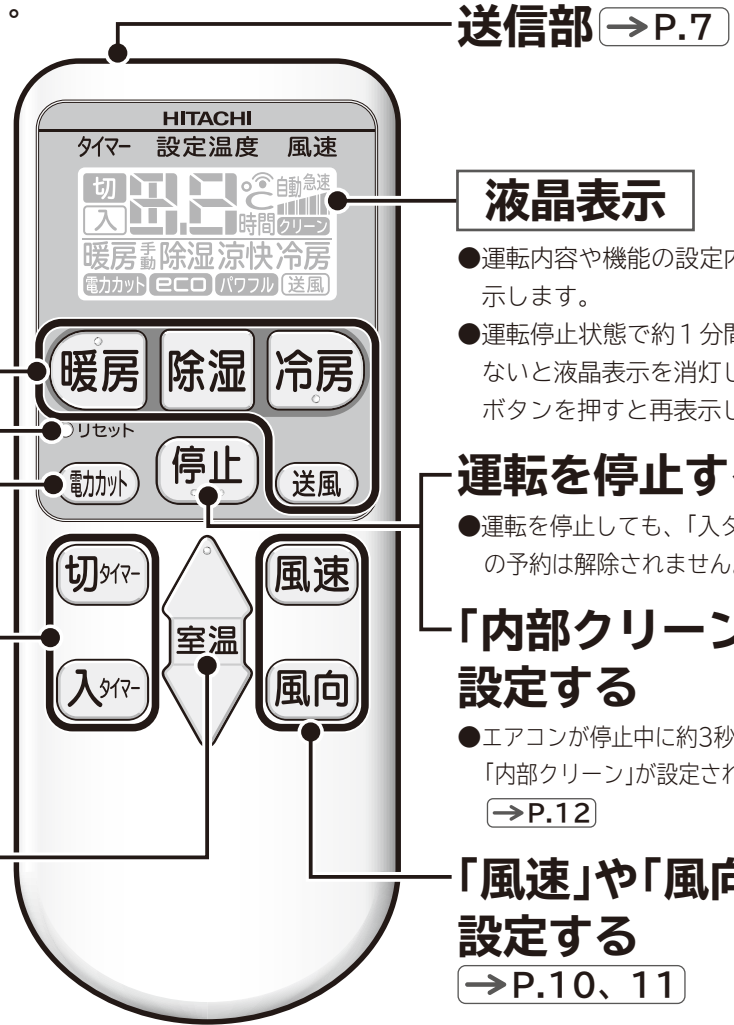 。
送信部 →P.7
HITACHI
タイマー 設定温度 風速
切 8.8 ℃ 自動 急速
入 時間 クリーン
暖房 手動 除湿 涼快 冷房
電力カット eco パワフル 送風
暖房 除湿 冷房
リセット
電力カット 停止 送風
切タイマー 風速
室温
入タイマー 風向
液晶表示
●運転内容や機能の設定内
示します。
●運転停止状態で約1分間
ないと液晶表示を消灯し
ボタンを押すと再表示し
運転を停止する
●運転を停止しても、「入タ
の予約は解除されません。
「内部クリーン
設定する
●エアコンが停止中に約3秒
「内部クリーン」が設定され
→P.12
「風速」や「風向
設定する
→P.10、11